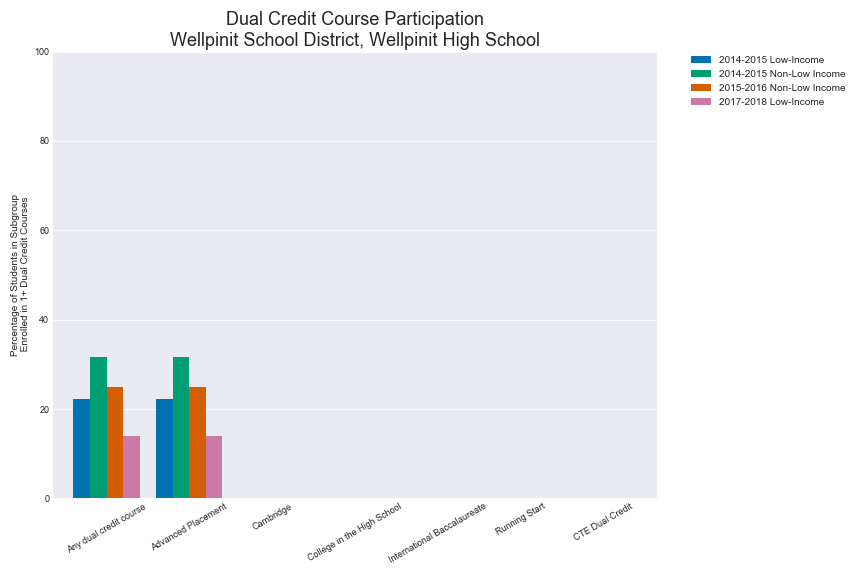 Dual Credit Course Participation
Wellpinit School District, Wellpinit High School
2014-2015 Low-Income
2014-2015 Non-Low Income
2015-2016 Non-Low Income
2017-2018 Low-Income
Percentage of Students in Subgroup
Enrolled in 1+ Dual Credit Courses
100
80
60
40
20
0
Any dual credit course
Advanced Placement
Cambridge
College in the High School
International Baccalaureate
Running Start
CTE Dual Credit